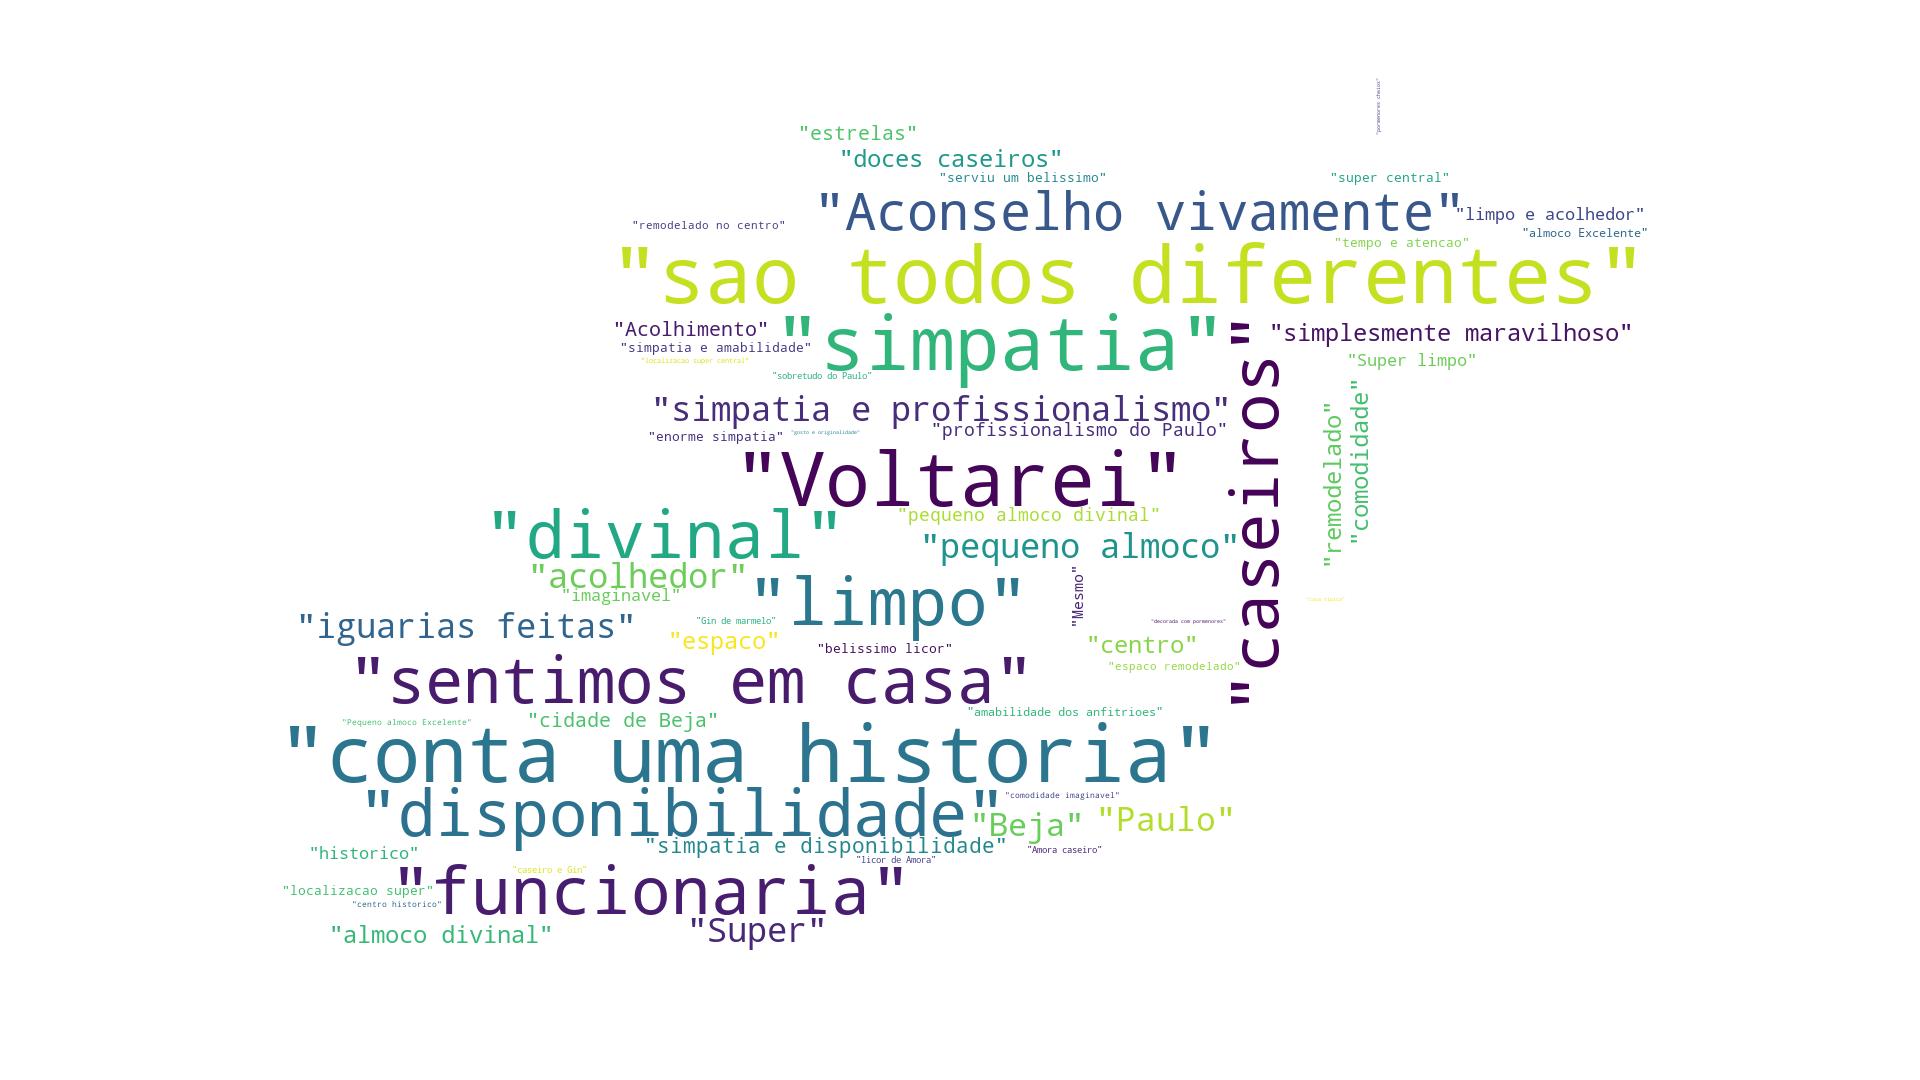 "pormenores cheios"
"estrelas"
"doces caseiros"
"serviu um belissimo"
"super central"
"Aconselho vivamente"
"limpo e acolhedor"
"remodelado no centro"
"almoco Excelente"
"tempo e atencao"
"sao todos diferentes"
"Acolhimento"
"simpatia"
"simplesmente maravilhoso"
"simpatia e amabilidade"
"localizacao super central"
"Super limpo"
"sobretudo do Paulo"
"caseiros"
"remodelado"
"comodidade"
"simpatia e profissionalismo"
"profissionalismo do Paulo"
"enorme simpatia"
"gosto e originalidade"
"Voltarei"
"pequeno almoco divinal"
"divinal"
"pequeno almoco"
"acolhedor"
"imaginavel"
"limpo"
"Mesmo"
"iguarias feitas"
"Gin de marmelo"
"decorada com pormenores"
"espaco"
"belissimo licor"
"centro"
"espaco remodelado"
"sentimos em casa"
"amabilidade dos anfitrioes"
"Pequeno almoco Excelente"
"cidade de Beja"
"conta uma historia"
"comodidade imaginavel"
"disponibilidade"
"Beja"
"Paulo"
"simpatia e disponibilidade"
"Amora caseiro"
"historico"
"licor de Amora"
"caseiro e Gin"
"localizacao super"
"funcionaria"
"centro historico"
"almoco divinal"
"Super"